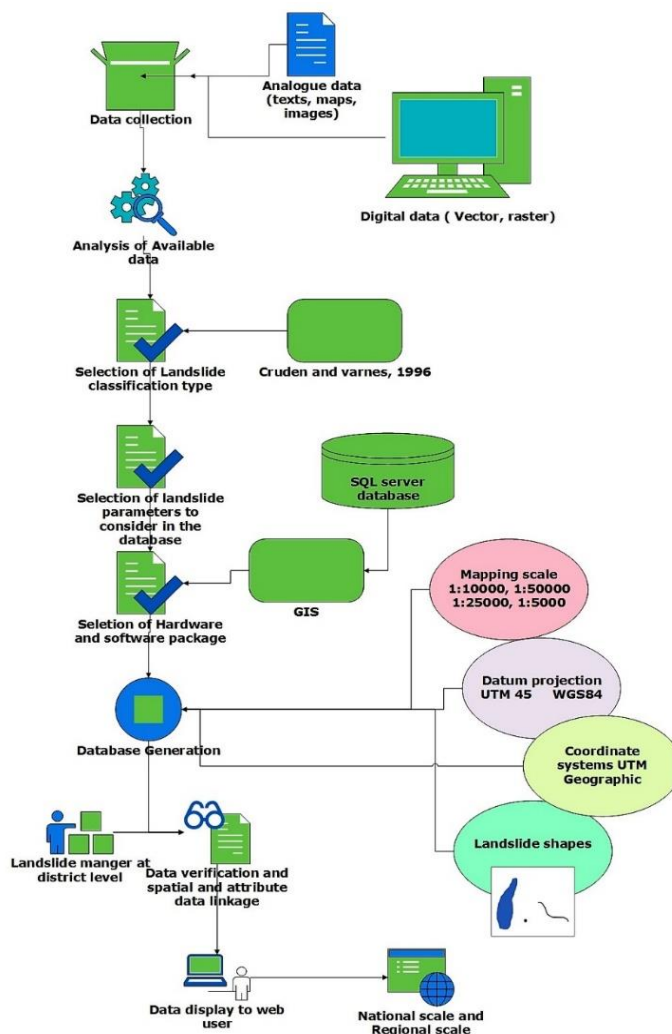 Analogue data
(texts, maps,
images)
Data collection
Digital data ( Vector, raster)
Analysis of Available
data
Selection of Landslide
classification type
Cruden and varnes, 1996
SQL server
database
Selection of landslide
parameters to
consider in the
database
GIS
Seletion of Hardware
and software package
Mapping scale
1:10000, 1:50000
1:25000, 1:5000
Datum projection
UTM 45 WGS84
Database Generation
Coordinate
systems UTM
Geographic
Landslide shapes
Landslide manger at
district level
Data verification and
spatial and attribute
data linkage
Data display to web
user
National scale and
Regional scale